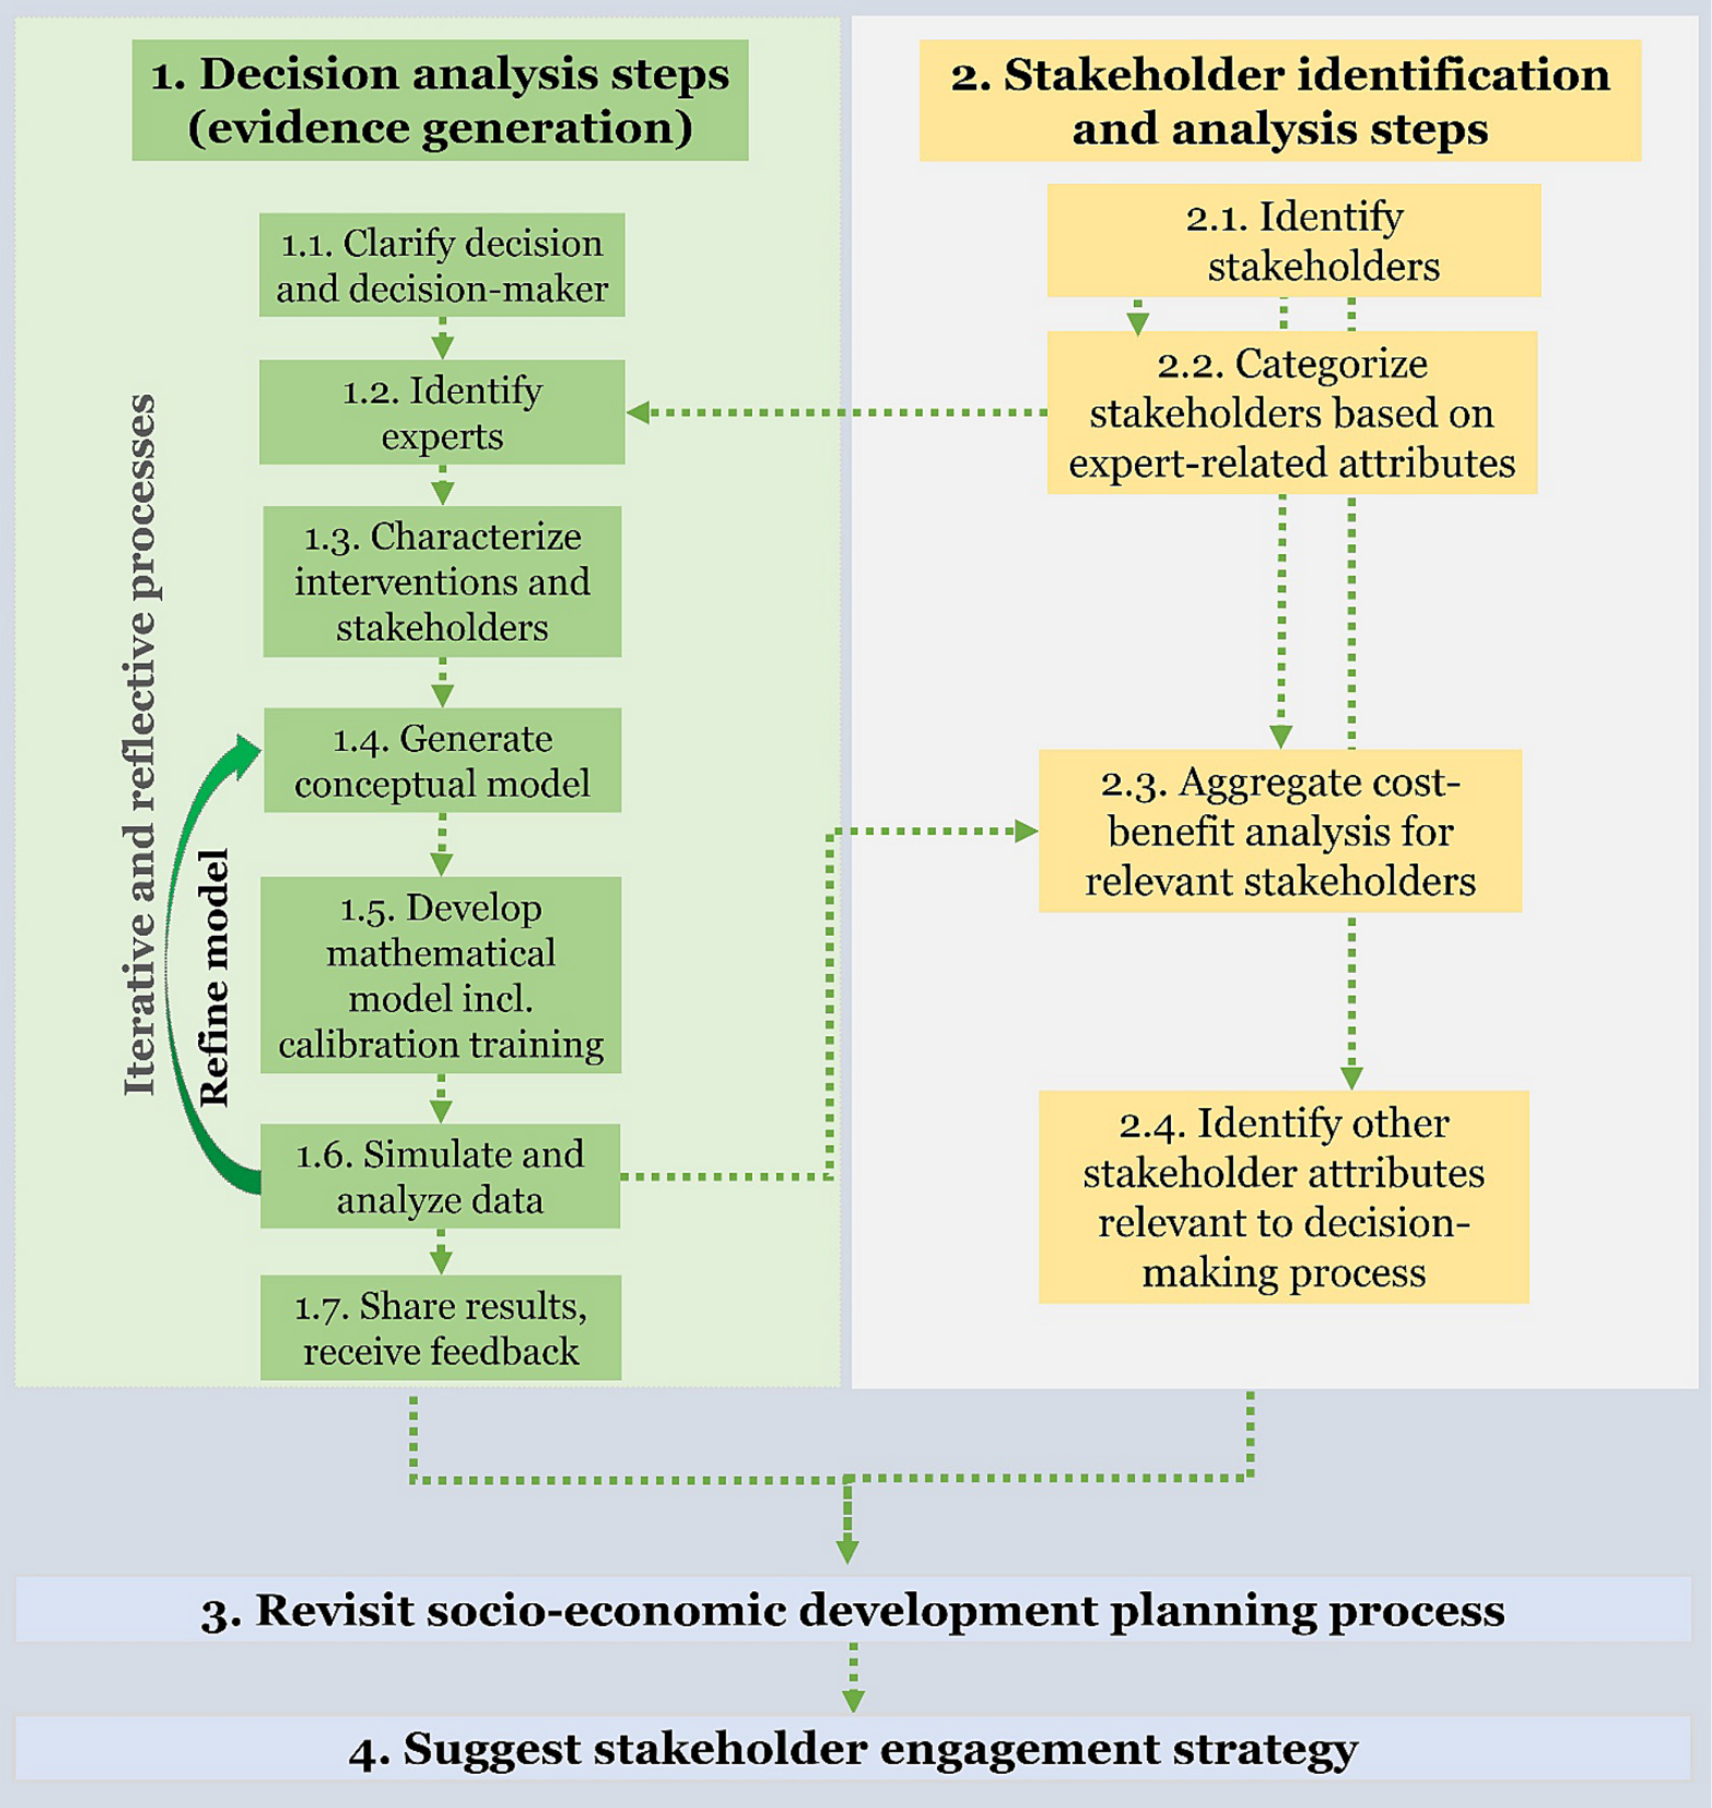 1. Decision analysis steps
(evidence generation)
1.1. Clarify decision
and decision-maker
1.2. Identify
experts
1.3. Characterize
interventions and
stakeholders
1.4. Generate
conceptual model
1.5. Develop
mathematical
model incl.
calibration training
1.6. Simulate and
analyze data
1.7. Share results,
receive feedback
Iterative and reflective processes
Refine model
2. Stakeholder identification
and analysis steps
2.1. Identify
stakeholders
2.2. Categorize
stakeholders based on
expert-related attributes
2.3. Aggregate cost-
benefit analysis for
relevant stakeholders
2.4. Identify other
stakeholder attributes
relevant to decision-
making process
3. Revisit socio-economic development planning process
4. Suggest stakeholder engagement strategy